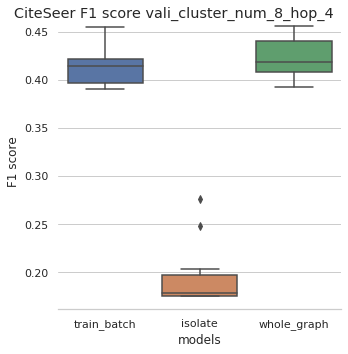 CiteSeer F1 score vali_cluster_num_8_hop_4
0.45
0.40
0.35
0.30
0.25
0.20
F1 score
train_batch isolate whole_graph
models